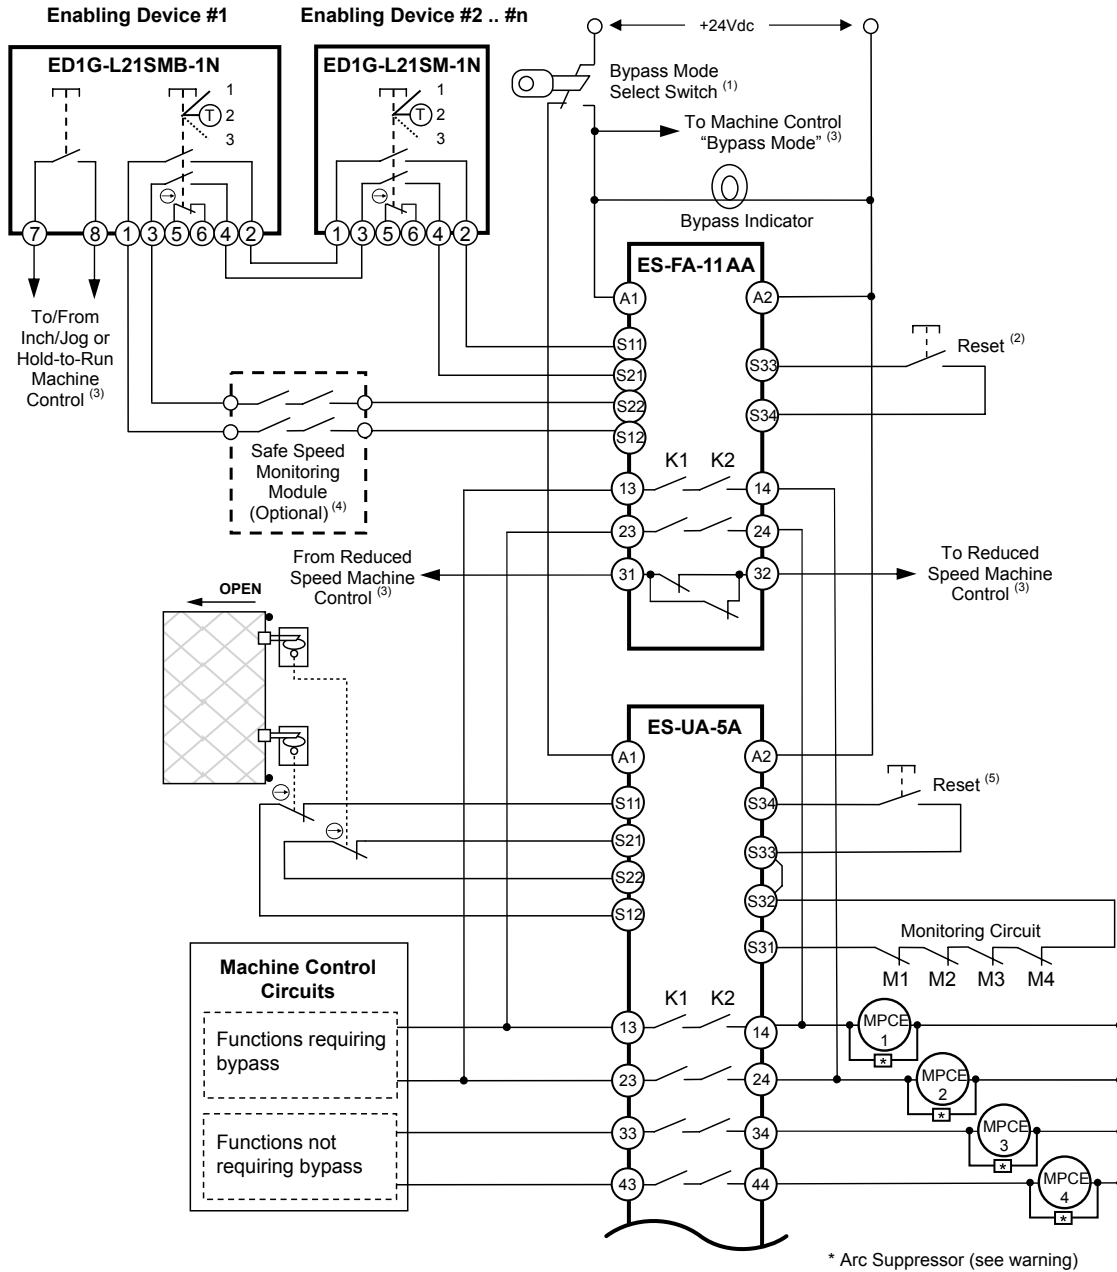 Enabling Device #1
Enabling Device #2 .. #n
+24Vdc
ED1G-L21SMB-1N
ED1G-L21SM-1N
1
T 2
3
1
T 2
3
Bypass Mode
Select Switch (1)
To Machine Control
“Bypass Mode” (3)
Bypass Indicator
7 8 1 3 5 6 4 2
1 3 5 6 4 2
To/From
Inch/Jog or
Hold-to-Run
Machine
Control (3)
ES-FA-11AA
A1 A2
S11
S21
S22
S12
S33
S34
Reset (2)
Safe Speed
Monitoring
Module
(Optional) (4)
K1 K2
13 14
23 24
31 32
From Reduced
Speed Machine
Control (3)
To Reduced
Speed Machine
Control (3)
OPEN
ES-UA-5A
A1 A2
S11
S21
S22
S12
S34
S33
S32
S31
Reset (5)
Monitoring Circuit
M1 M2 M3 M4
Machine Control
Circuits
Functions requiring
bypass
Functions not
requiring bypass
K1 K2
13 14
23 24
33 34
43 44
MPCE
1
*
MPCE
2
*
MPCE
3
*
MPCE
4
*
* Arc Suppressor (see warning)